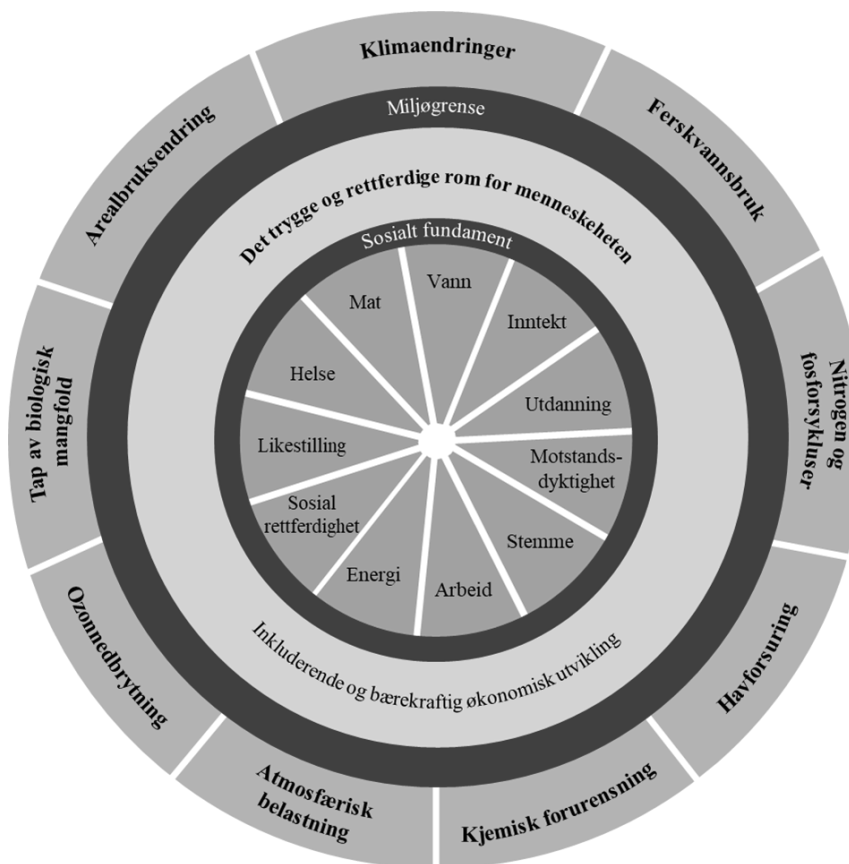 Klimaendringer
Ferskvannsbruk
Nitrogen og
fosforsykluser
Havforsuring
Kjemisk forurensning
Atmosfærisk
belastning
Ozonnedbrytning
Tap av biologisk
mangfold
Arealbruksendring
Miljøgrense
Det trygge og rettferdige rom for menneskeheten
Sosialt fundament
Vann
Inntekt
Utdanning
Motstands-
dyktighet
Stemme
Arbeid
Energi
Sosial
rettferdighet
Likestilling
Helse
Mat
Inkluderende og bærekraftig økonomisk utvikling